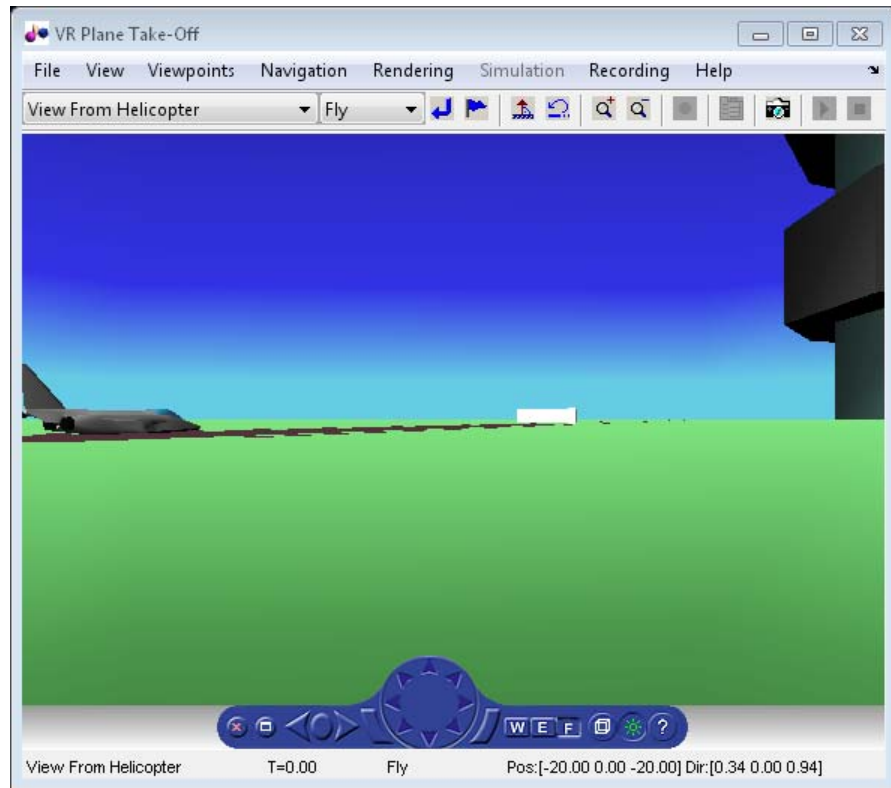 VR Plane Take-Off
File View Viewpoints Navigation Rendering Simulation Recording Help
View From Helicopter Fly
W E F ?
View From Helicopter T=0.00 Fly Pos:[-20.00 0.00 -20.00] Dir:[0.34 0.00 0.94]